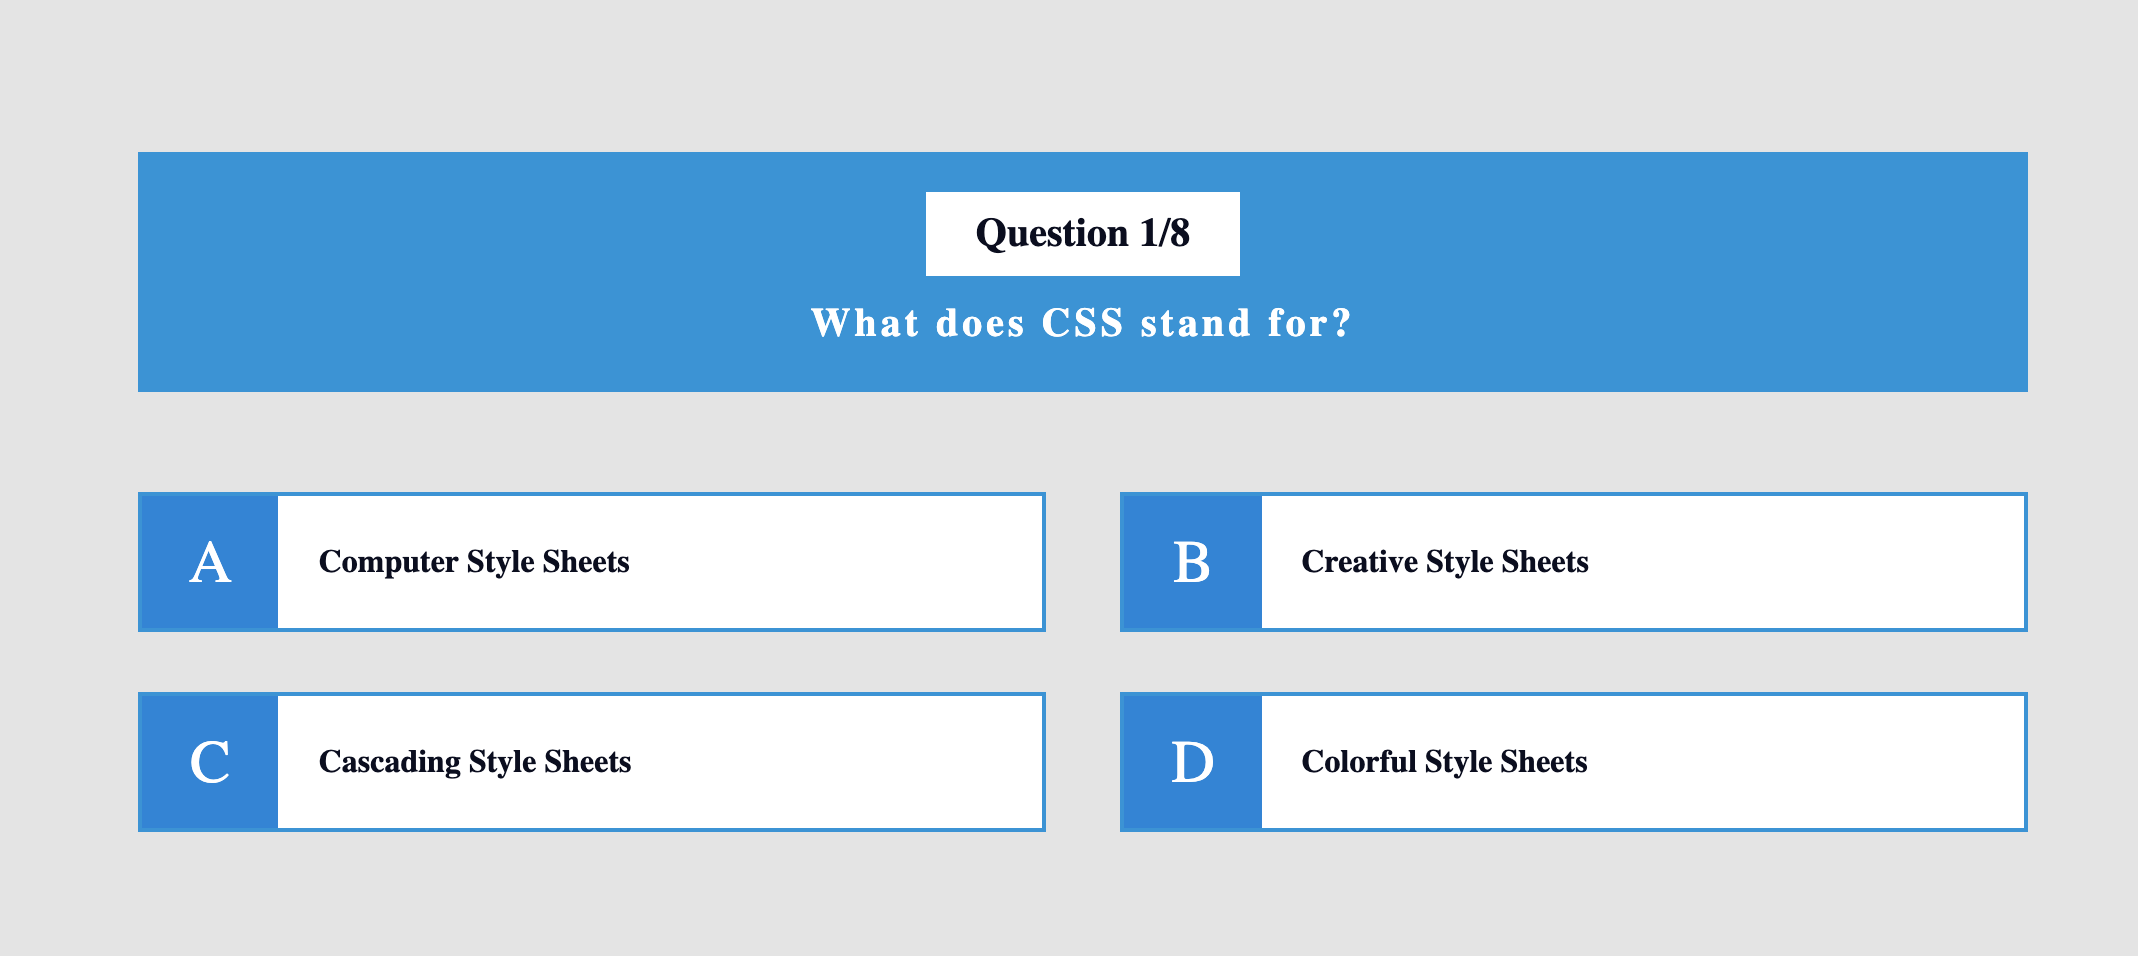 Question 1/8
What does CSS stand for?
A
Computer Style Sheets
B
Creative Style Sheets
C
Cascading Style Sheets
D
Colorful Style Sheets